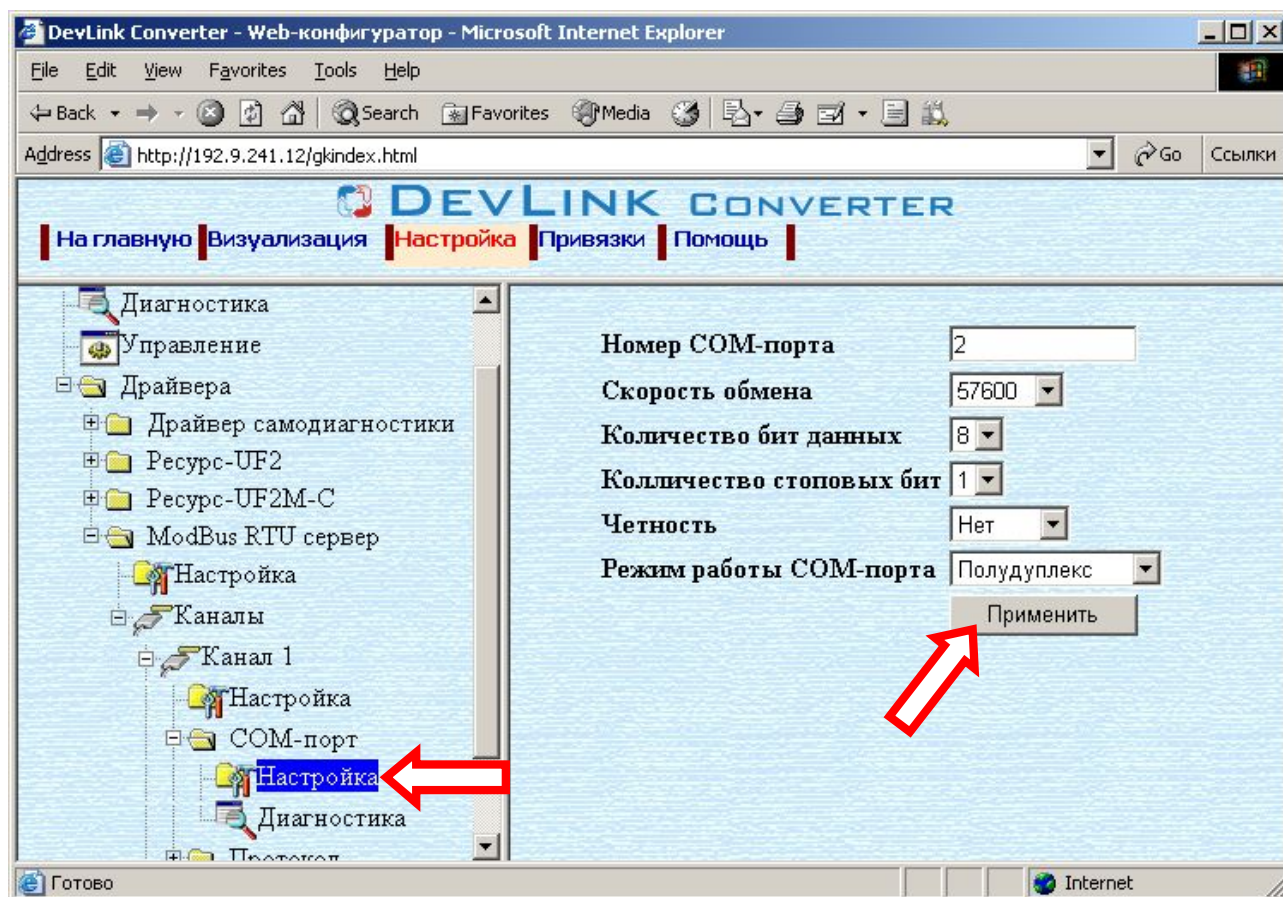 DevLink Converter - Web-конфигуратор - Microsoft Internet Explorer
File Edit View Favorites Tools Help
Back Search Favorites Media
Address http://192.9.241.12/gkindex.html Go Ссылки
DEVLINK CONVERTER
На главную Визуализация Настройка Привязки Помощь
Диагностика
Управление
Драйвера
Драйвер самодиагностики
Ресурс-UF2
Ресурс-UF2M-C
ModBus RTU сервер
Настройка
Каналы
Канал 1
Настройка
COM-порт
Настройка
Диагностика
Протокол
Номер COM-порта 2
Скорость обмена 57600
Количество бит данных 8
Колличество стоповых бит 1
Четность Нет
Режим работы COM-порта Полудуплекс
Применить
Готово Internet